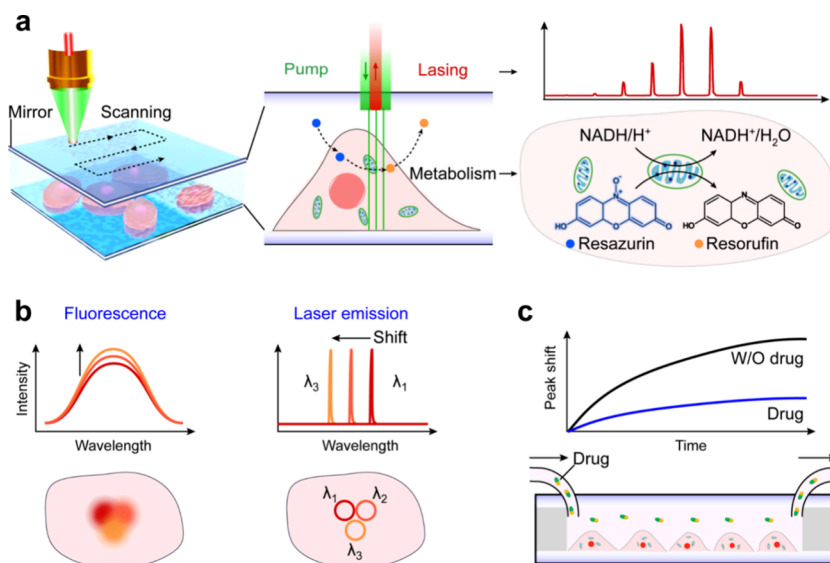 a
Pump
Lasing
Mirror
Scanning
Metabolism
NADH/H⁺
NADH⁺/H₂O
O⁻
N⁺
N
HO
O
O
HO
O
O
Resazurin
Resorufin
b
Fluorescence
Laser emission
Shift
Intensity
λ₃
λ₁
Wavelength
Wavelength
λ₁
λ₂
λ₃
c
Peak shift
W/O drug
Drug
Time
Drug